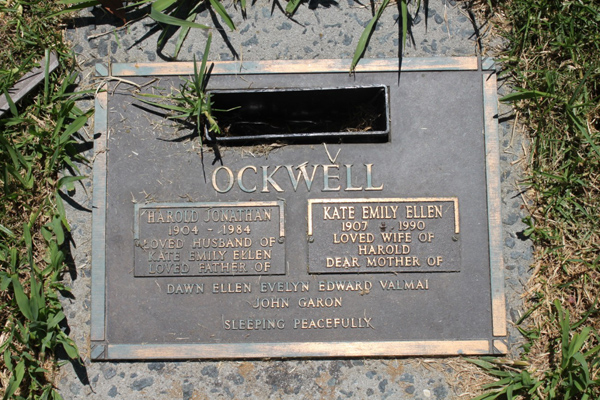 OCKWELL
HAROLD JONATHAN
1904 - 1984
LOVED HUSBAND OF
KATE EMILY ELLEN
LOVED FATHER OF
KATE EMILY ELLEN
1907 - 1990
LOVED WIFE OF
HAROLD
DEAR MOTHER OF
DAWN ELLEN EVELYN EDWARD VALMAI
JOHN GARON
SLEEPING PEACEFULLY